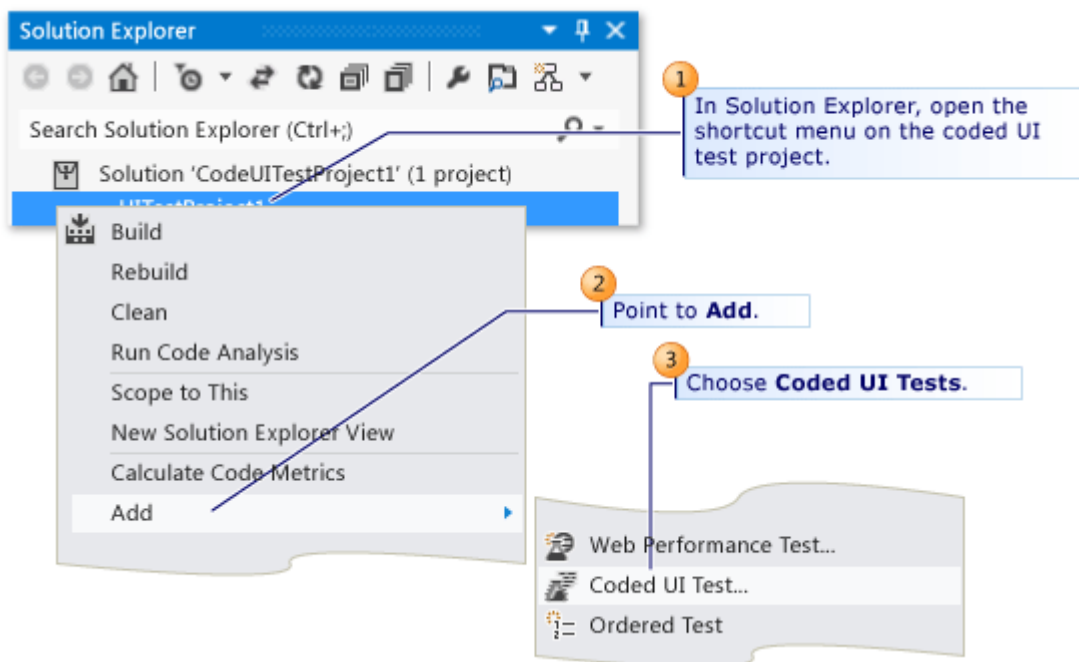 Solution Explorer
Search Solution Explorer (Ctrl+;)
Solution 'CodeUITestProject1' (1 project)
UITestProject1
1
In Solution Explorer, open the
shortcut menu on the coded UI
test project.
Build
Rebuild
Clean
Run Code Analysis
Scope to This
New Solution Explorer View
Calculate Code Metrics
Add
2
Point to Add.
3
Choose Coded UI Tests.
Web Performance Test...
Coded UI Test...
Ordered Test